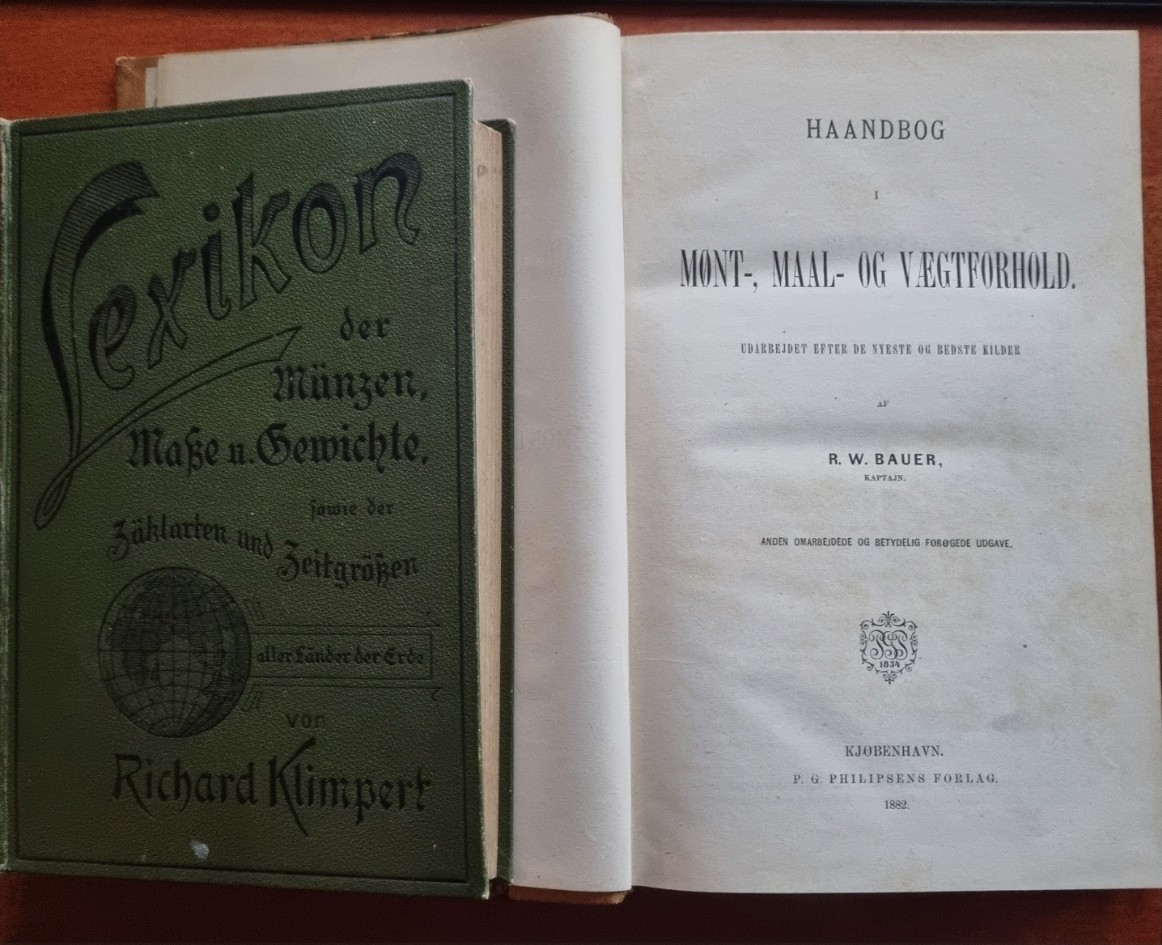 Lexikon
der
Münzen,
Maße u. Gewichte,
sowie der
Zählarten und Zeitgrößen
aller Länder der Erde
von
Richard Klimpert
HAANDBOG
I
MØNT-, MAAL- OG VÆGTFORHOLD.
UDARBEJDET EFTER DE NYESTE OG BEDSTE KILDER
AF
R. W. BAUER,
KAPTAJN.
ANDEN OMARBEJDEDE OG BETYDELIG FORØGEDE UDGAVE.
1834
KJØBENHAVN.
P. G. PHILIPSENS FORLAG.
1882.